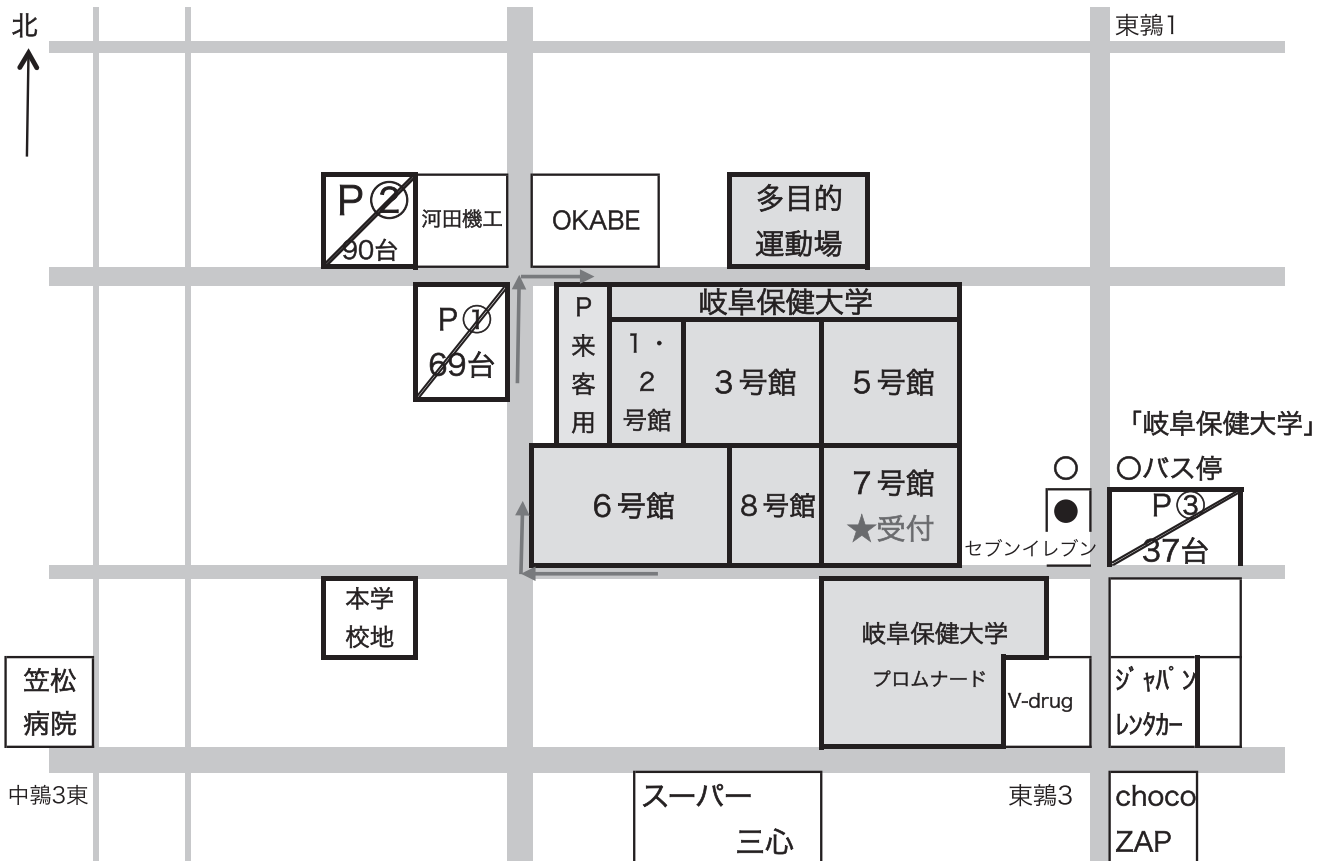 北
東鶉1
P②
90台
河田機工
OKABE
多目的
運動場
P①
69台
P
来
客
用
岐阜保健大学
1・
2
号館
3号館
5号館
「岐阜保健大学」
○バス停
6号館
8号館
7号館
★受付
セブンイレブン
P③
37台
本学
校地
岐阜保健大学
プロムナード
笠松
病院
V-drug
ジャパン
レンタカー
中鶉3東
スーパー
三心
東鶉3
choco
ZAP